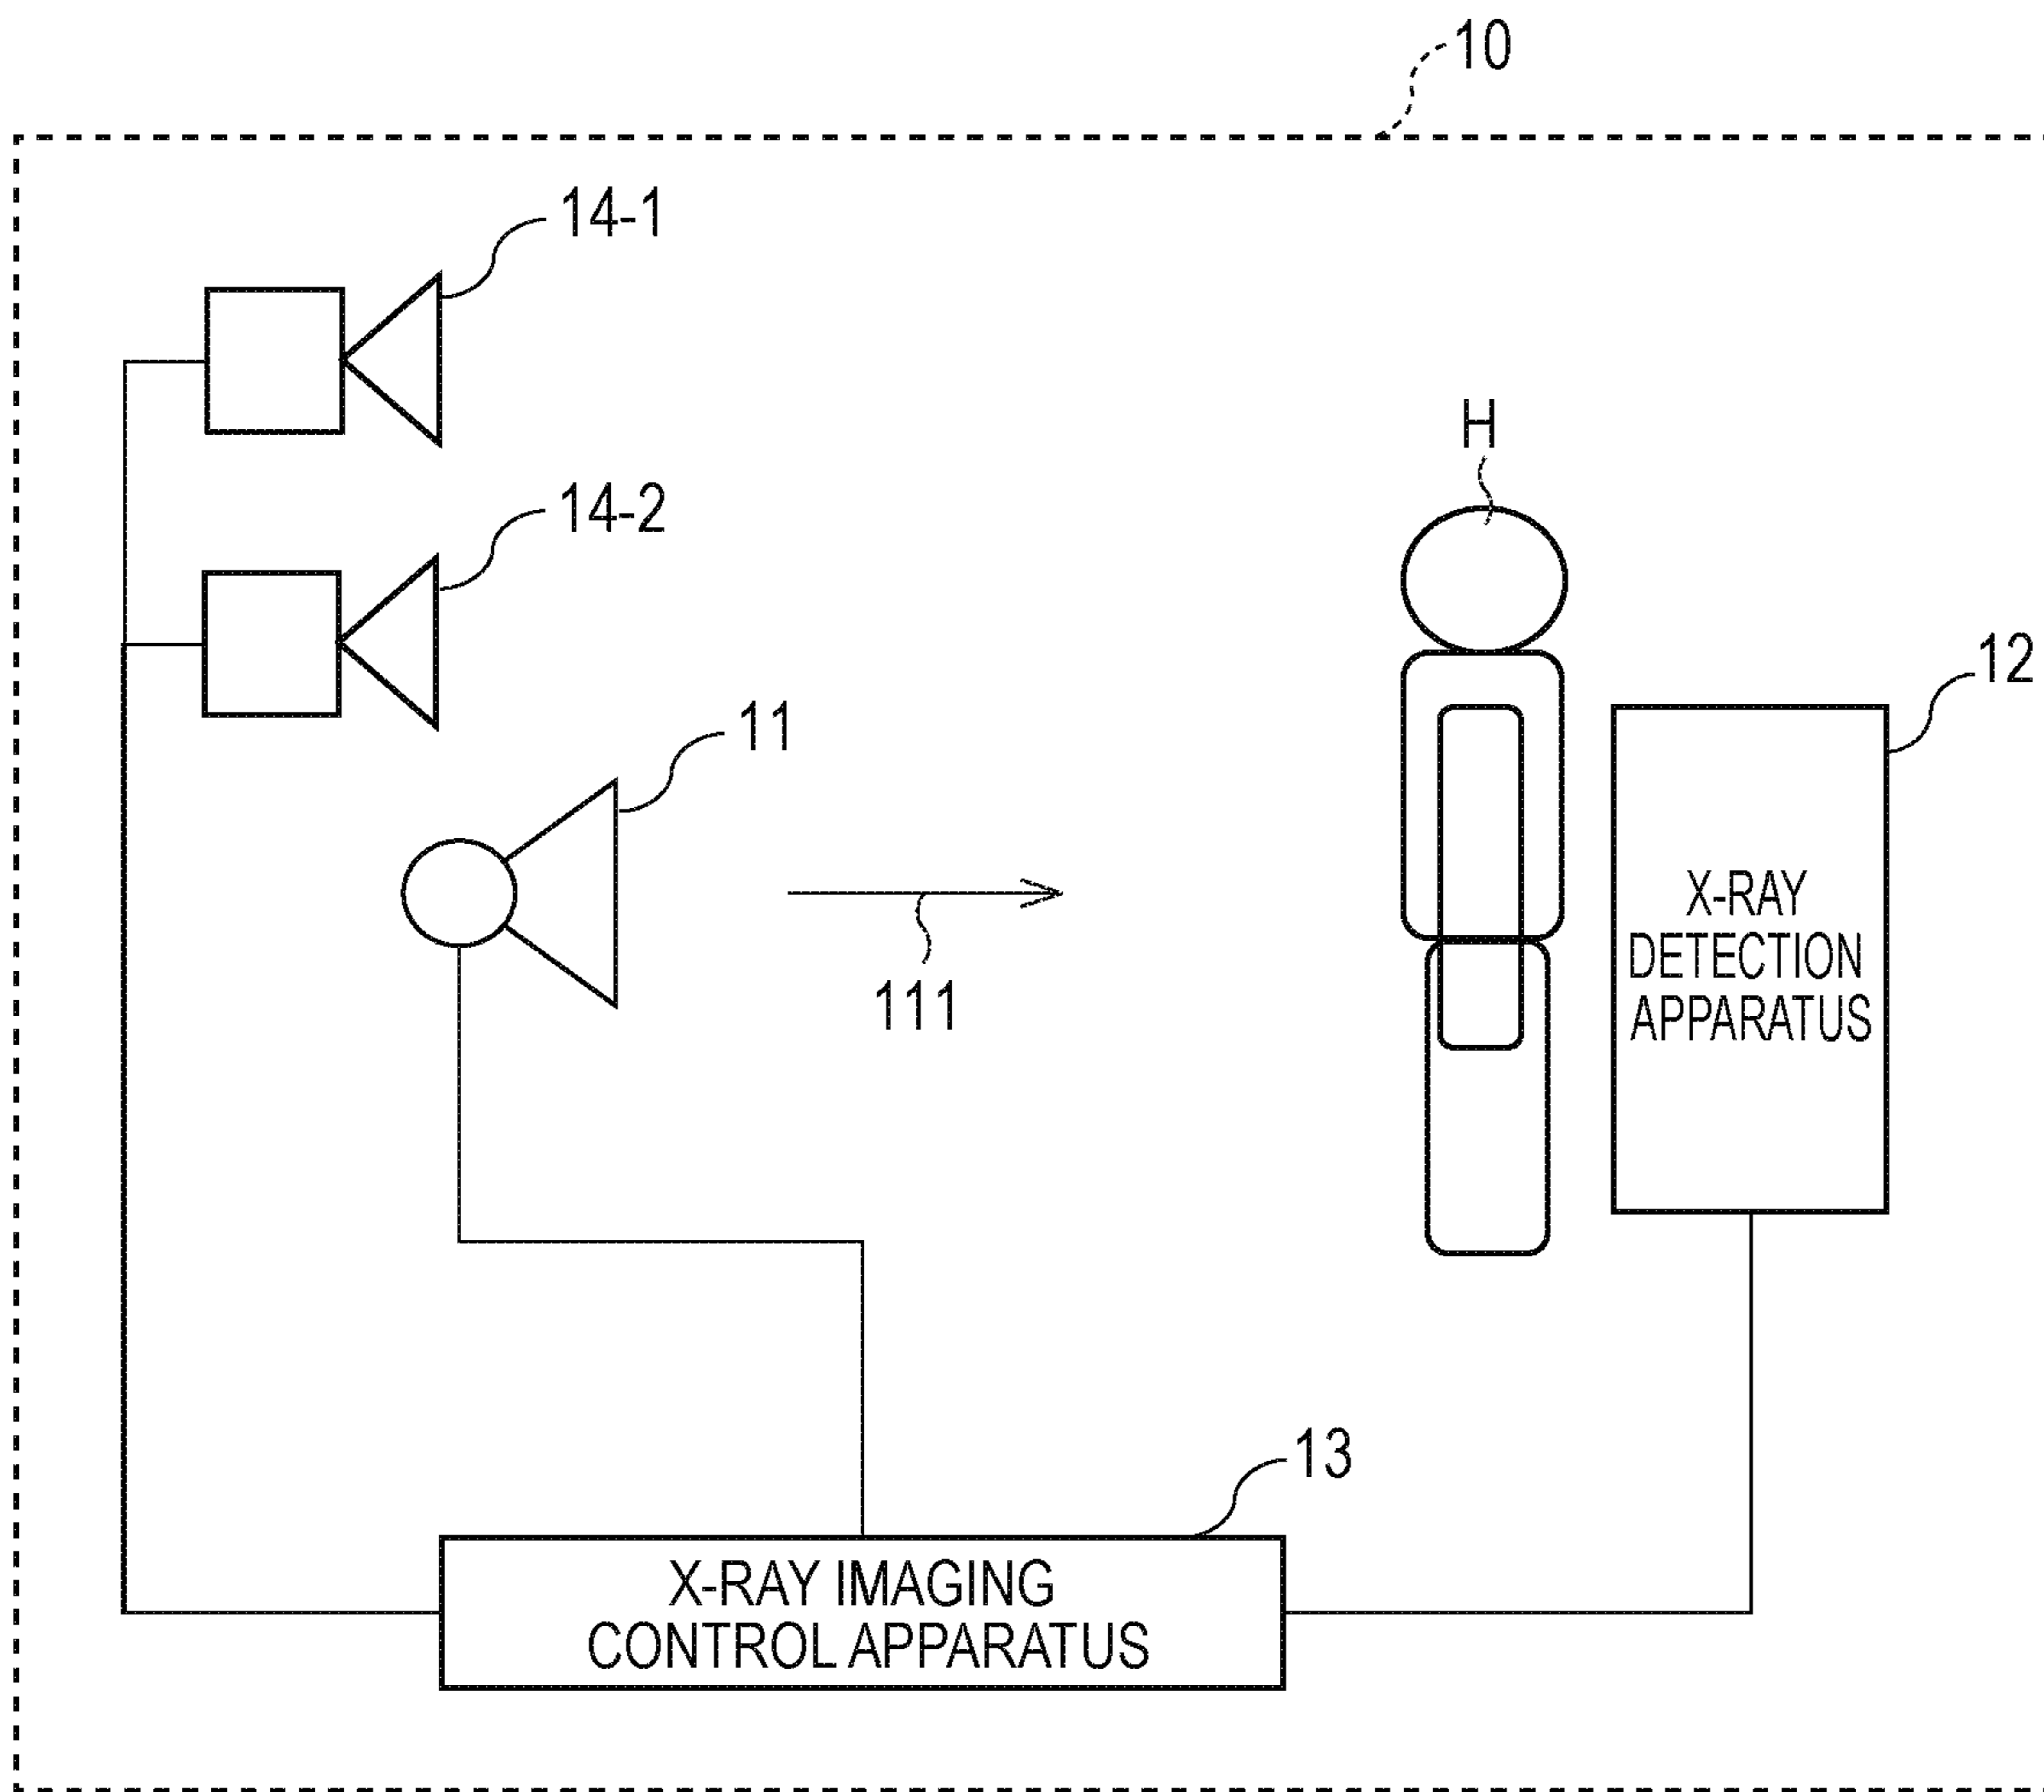 10
14-1
H
14-2
12
11
X-RAY
DETECTION
APPARATUS
111
13
X-RAY IMAGING
CONTROL APPARATUS